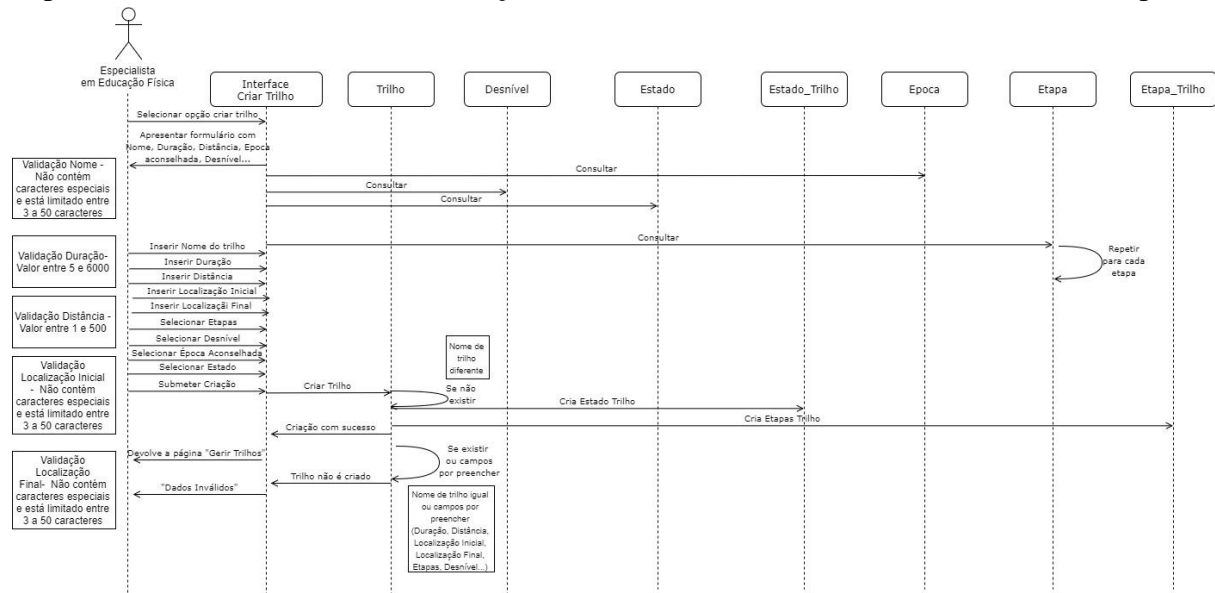 Especialista
em Educação Física
Interface
Criar Trilho
Trilho
Desnível
Estado
Estado_Trilho
Epoca
Etapa
Etapa_Trilho
Selecionar opção criar trilho
Apresentar formulário com
Nome, Duração, Distância, Epoca
aconselhada, Desnível...
Validação Nome -
Não contém
caracteres especiais
e está limitado entre
3 a 50 caracteres
Consultar
Consultar
Consultar
Consultar
Repetir
para cada
etapa
Validação Duração-
Valor entre 5 e 6000
Inserir Nome do trilho
Inserir Duração
Inserir Distância
Inserir Localização Inicial
Inserir Localizaçãi Final
Validação Distância -
Valor entre 1 e 500
Selecionar Etapas
Selecionar Desnível
Selecionar Época Aconselhada
Selecionar Estado
Submeter Criação
Validação
Localização Inicial
- Não contém
caracteres especiais
e está limitado entre
3 a 50 caracteres
Criar Trilho
Nome de
trilho
diferente
Se não
existir
Cria Estado Trilho
Cria Etapas Trilho
Criação com sucesso
Devolve a página "Gerir Trilhos"
Se existir
ou campos
por preencher
Trilho não é criado
"Dados Inválidos"
Validação
Localização
Final- Não contém
caracteres especiais
e está limitado entre
3 a 50 caracteres
Nome de trilho igual
ou campos por
preencher
(Duração, Distância,
Localização Inicial,
Localização Final,
Etapas, Desnível...)